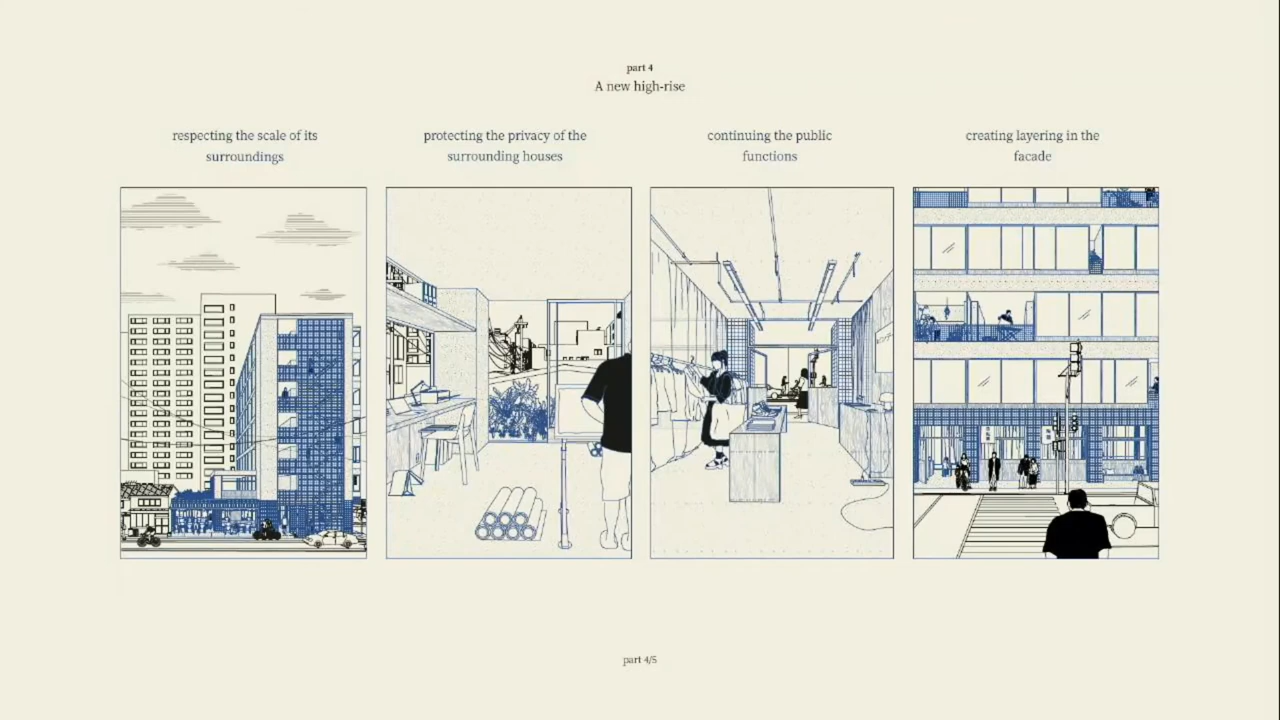 part 4
A new high-rise
respecting the scale of its
surroundings
protecting the privacy of the
surrounding houses
continuing the public
functions
creating layering in the
facade
part 4/5